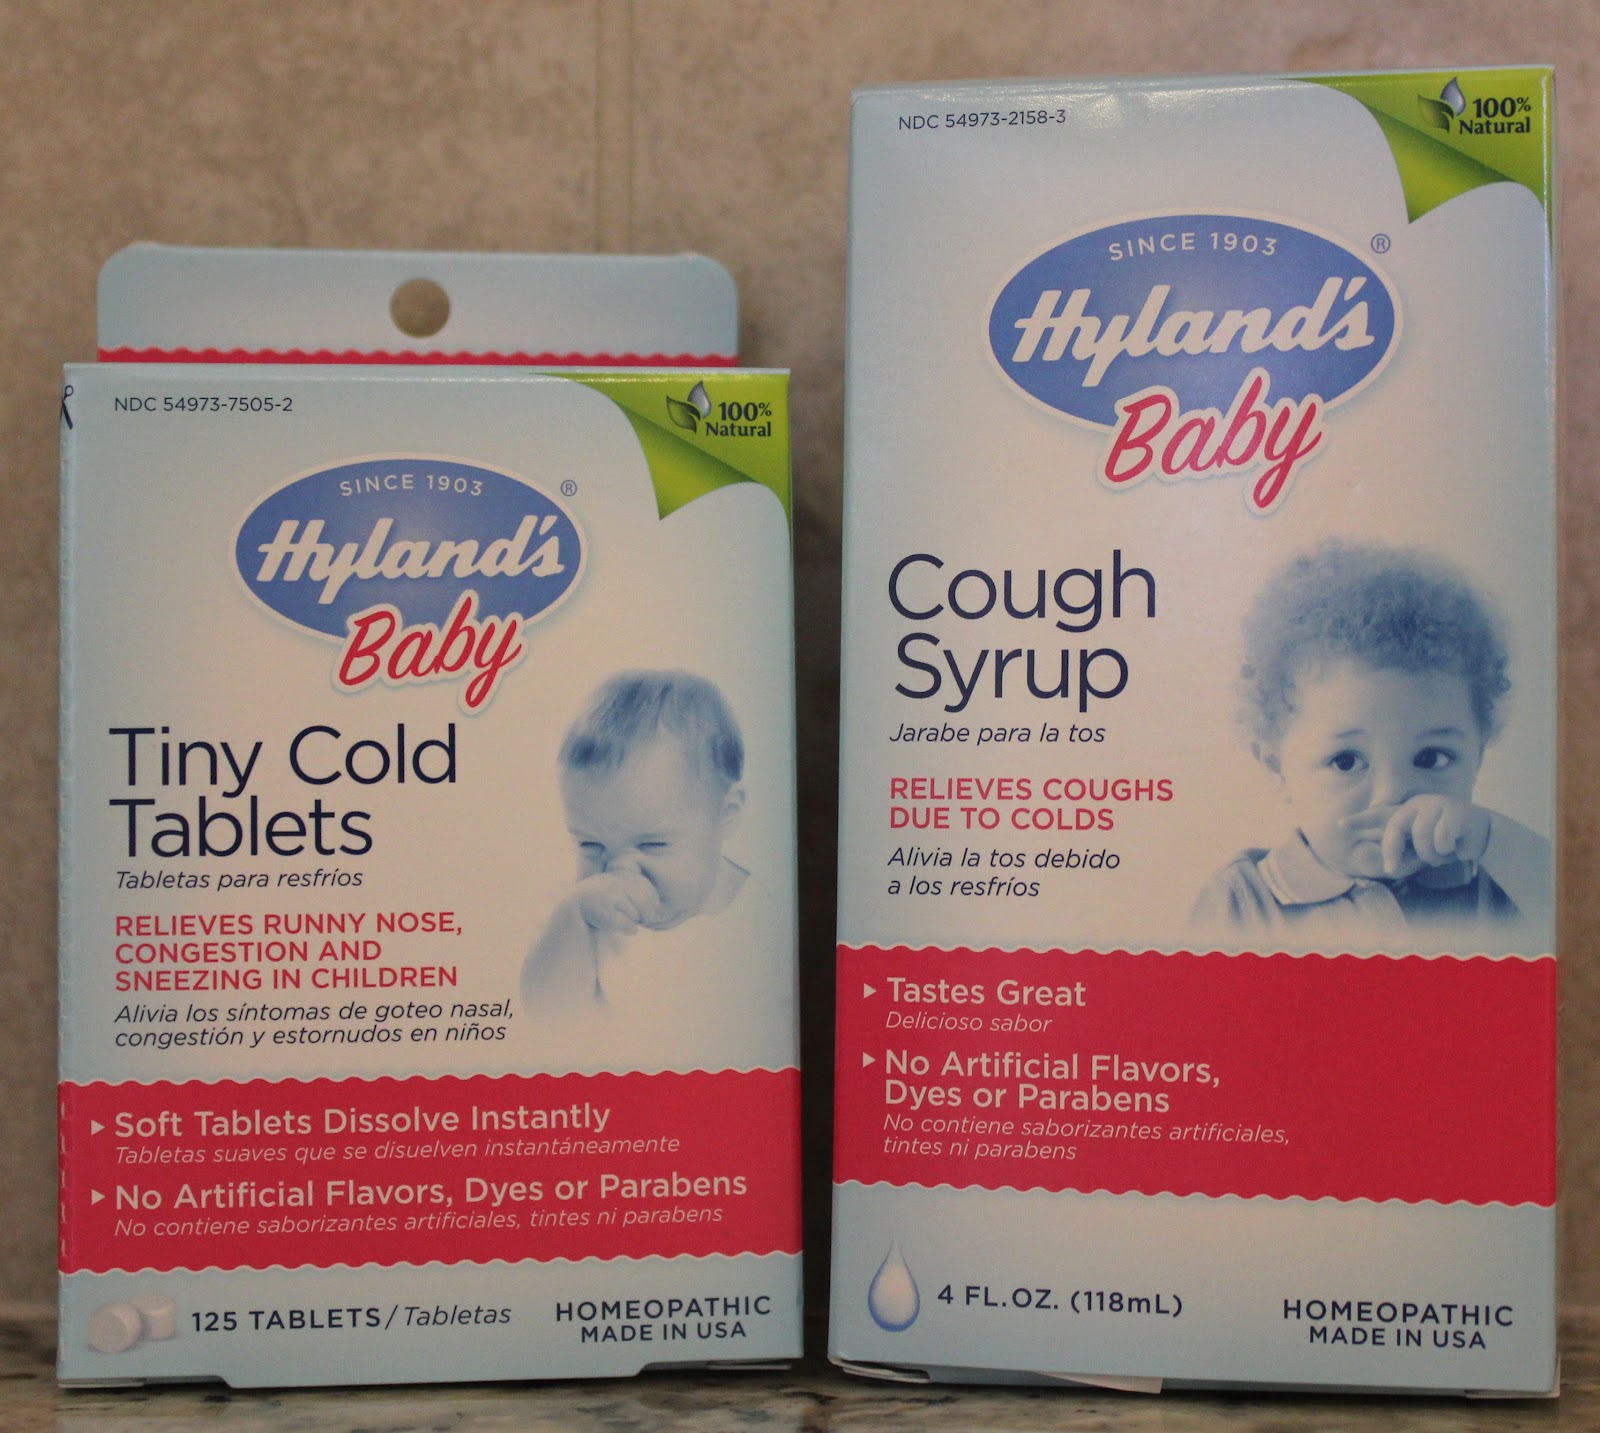 NDC 54973-7505-2
100%
Natural
SINCE 1903
®
Hyland's
Baby
Tiny Cold
Tablets
Tabletas para resfríos
RELIEVES RUNNY NOSE,
CONGESTION AND
SNEEZING IN CHILDREN
Alivia los síntomas de goteo nasal,
congestión y estornudos en niños
Soft Tablets Dissolve Instantly
Tabletas suaves que se disuelven instantáneamente
No Artificial Flavors, Dyes or Parabens
No contiene saborizantes artificiales, tintes ni parabens
125 TABLETS / Tabletas
HOMEOPATHIC
MADE IN USA
NDC 54973-2158-3
100%
Natural
SINCE 1903
®
Hyland's
Baby
Cough
Syrup
Jarabe para la tos
RELIEVES COUGHS
DUE TO COLDS
Alivia la tos debido
a los resfríos
Tastes Great
Delicioso sabor
No Artificial Flavors,
Dyes or Parabens
No contiene saborizantes artificiales,
tintes ni parabens
4 FL.OZ. (118mL)
HOMEOPATHIC
MADE IN USA